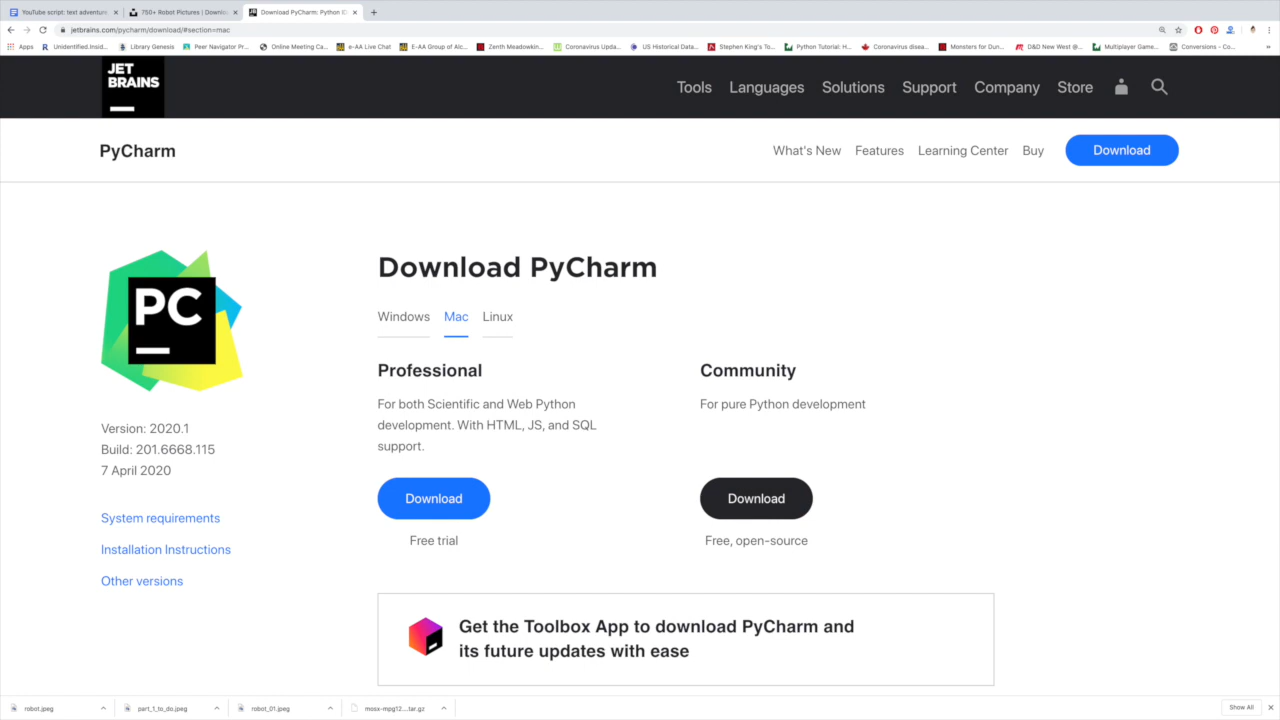 YouTube script: text adventure
750+ Robot Pictures | Downloa
Download PyCharm: Python ID
jetbrains.com/pycharm/download/#section=mac
Apps
Unidentified.Insid...
Library Genesis
Peer Navigator Pr...
Online Meeting Ca...
e-AA Live Chat
E-AA Group of Alc...
Zenth Meadowkin...
Coronavirus Upda...
US Historical Data...
Stephen King's To...
Python Tutorial: H...
Coronavirus disea...
Monsters for Dun...
D&D New West @...
Multiplayer Game...
Conversions - Co...
JET
BRAINS
Tools Languages Solutions Support Company Store
PyCharm
What's New Features Learning Center Buy Download
PC
Download PyCharm
Windows Mac Linux
Professional
For both Scientific and Web Python
development. With HTML, JS, and SQL
support.
Download
Free trial
Community
For pure Python development
Download
Free, open-source
Version: 2020.1
Build: 201.6668.115
7 April 2020
System requirements
Installation Instructions
Other versions
Get the Toolbox App to download PyCharm and
its future updates with ease
robot.jpeg
part_1_to_do.jpeg
robot_01.jpeg
mosx-mpg12....tar.gz
Show All